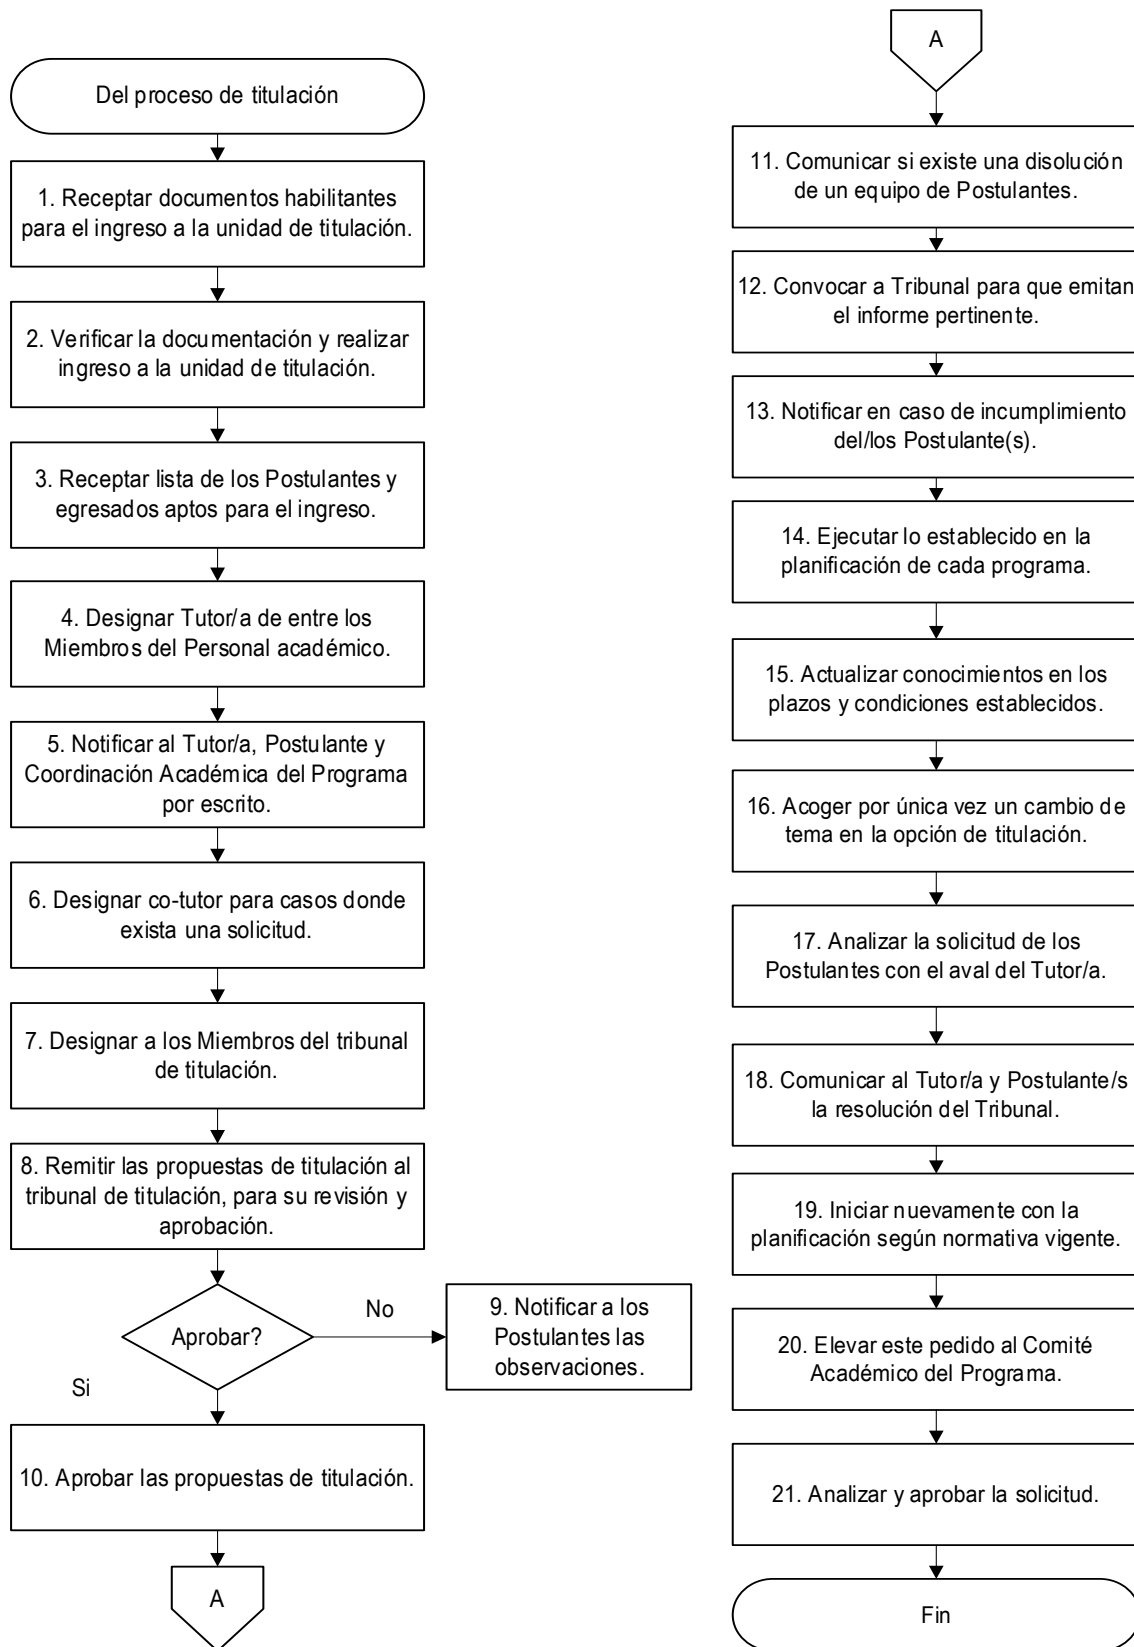 Del proceso de titulación
1. Receptar documentos habilitantes
para el ingreso a la unidad de titulación.
2. Verificar la documentación y realizar
ingreso a la unidad de titulación.
3. Receptar lista de los Postulantes y
egresados aptos para el ingreso.
4. Designar Tutor/a de entre los
Miembros del Personal académico.
5. Notificar al Tutor/a, Postulante y
Coordinación Académica del Programa
por escrito.
6. Designar co-tutor para casos donde
exista una solicitud.
7. Designar a los Miembros del tribunal
de titulación.
8. Remitir las propuestas de titulación al
tribunal de titulación, para su revisión y
aprobación.
Aprobar?
No
9. Notificar a los
Postulantes las
observaciones.
Si
10. Aprobar las propuestas de titulación.
A
A
11. Comunicar si existe una disolución
de un equipo de Postulantes.
12. Convocar a Tribunal para que emitan
el informe pertinente.
13. Notificar en caso de incumplimiento
del/los Postulante(s).
14. Ejecutar lo establecido en la
planificación de cada programa.
15. Actualizar conocimientos en los
plazos y condiciones establecidos.
16. Acoger por única vez un cambio de
tema en la opción de titulación.
17. Analizar la solicitud de los
Postulantes con el aval del Tutor/a.
18. Comunicar al Tutor/a y Postulante/s
la resolución del Tribunal.
19. Iniciar nuevamente con la
planificación según normativa vigente.
20. Elevar este pedido al Comité
Académico del Programa.
21. Analizar y aprobar la solicitud.
Fin